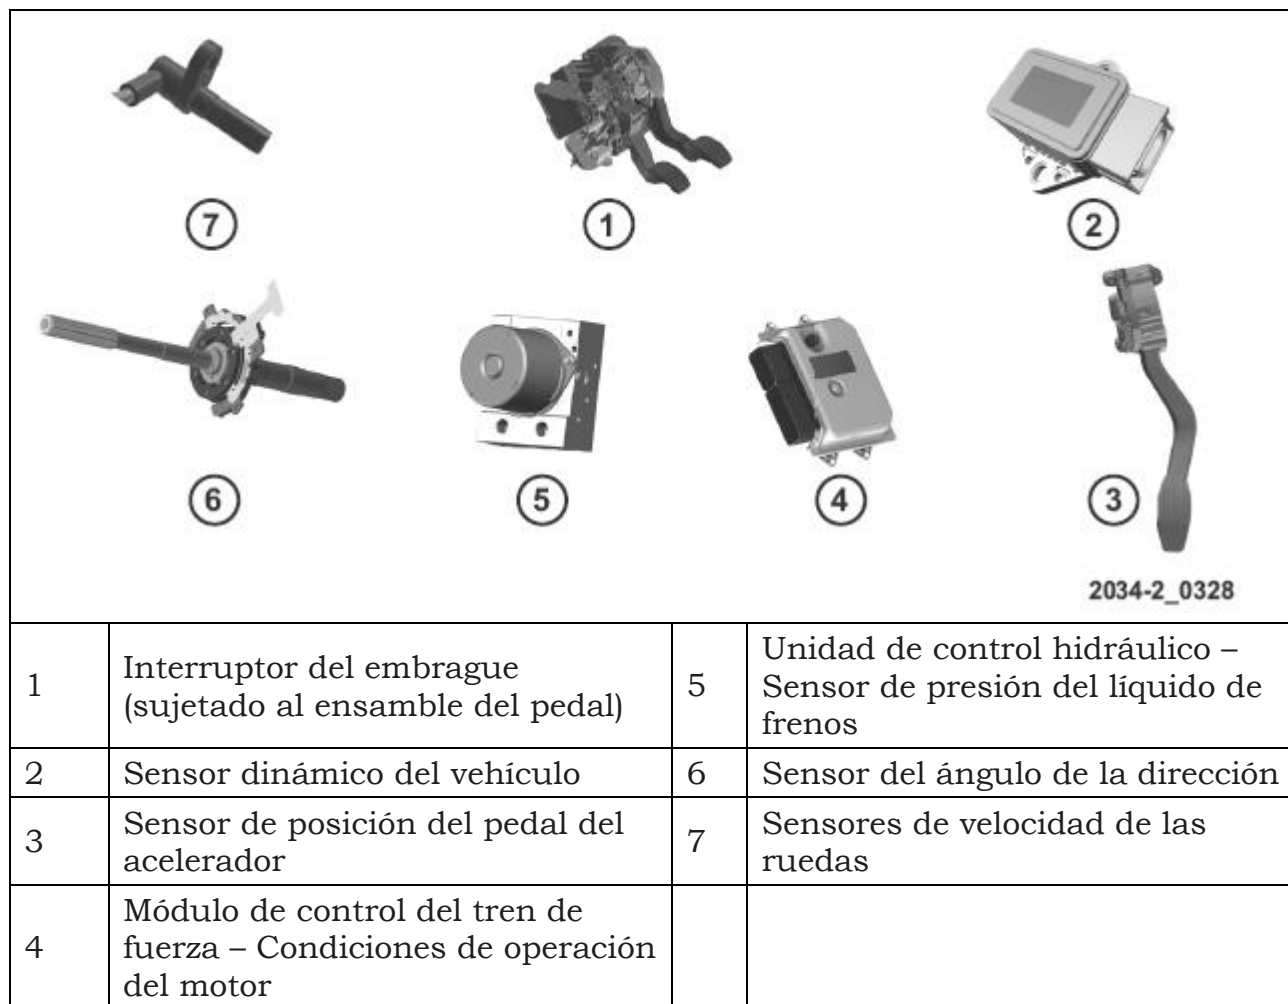 7
1
2
6
5
4
3
2034-2_0328
1
Interruptor del embrague
(sujetado al ensamble del pedal)
5
Unidad de control hidráulico –
Sensor de presión del líquido de
frenos
2
Sensor dinámico del vehículo
6
Sensor del ángulo de la dirección
3
Sensor de posición del pedal del
acelerador
7
Sensores de velocidad de las
ruedas
4
Módulo de control del tren de
fuerza – Condiciones de operación
del motor